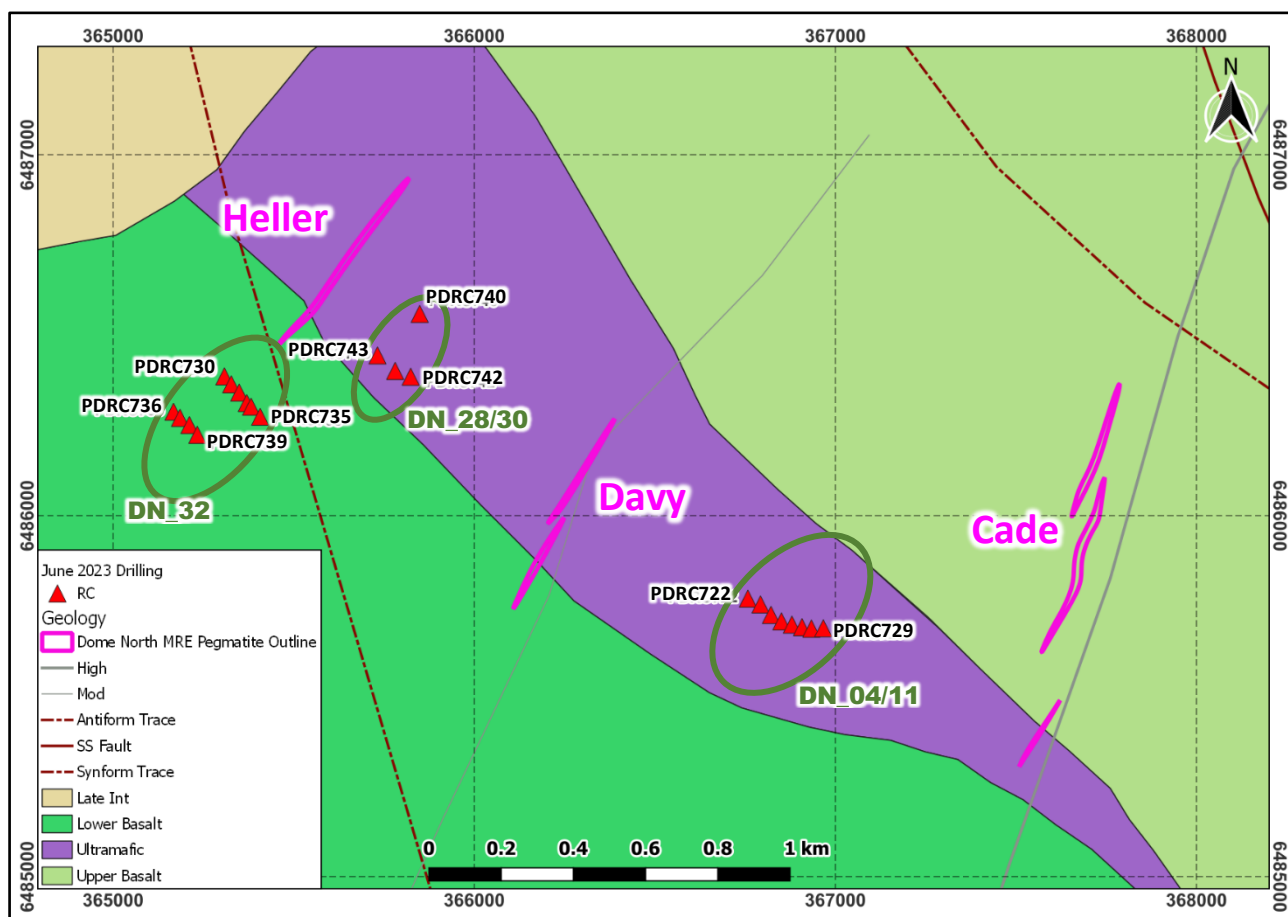 365000
366000
367000
368000
N
6487000
6487000
Heller
PDRC740
PDRC743
PDRC730
PDRC742
PDRC736
PDRC735
DN_28/30
PDRC739
Davy
DN_32
6486000
6486000
Cade
June 2023 Drilling
RC
PDRC722
Geology
Dome North MRE Pegmatite Outline
PDRC729
High
Mod
DN_04/11
Antiform Trace
SS Fault
Synform Trace
Late Int
Lower Basalt
0 0.2 0.4 0.6 0.8 1 km
Ultramafic
Upper Basalt
6485000
6485000
365000
366000
367000
368000